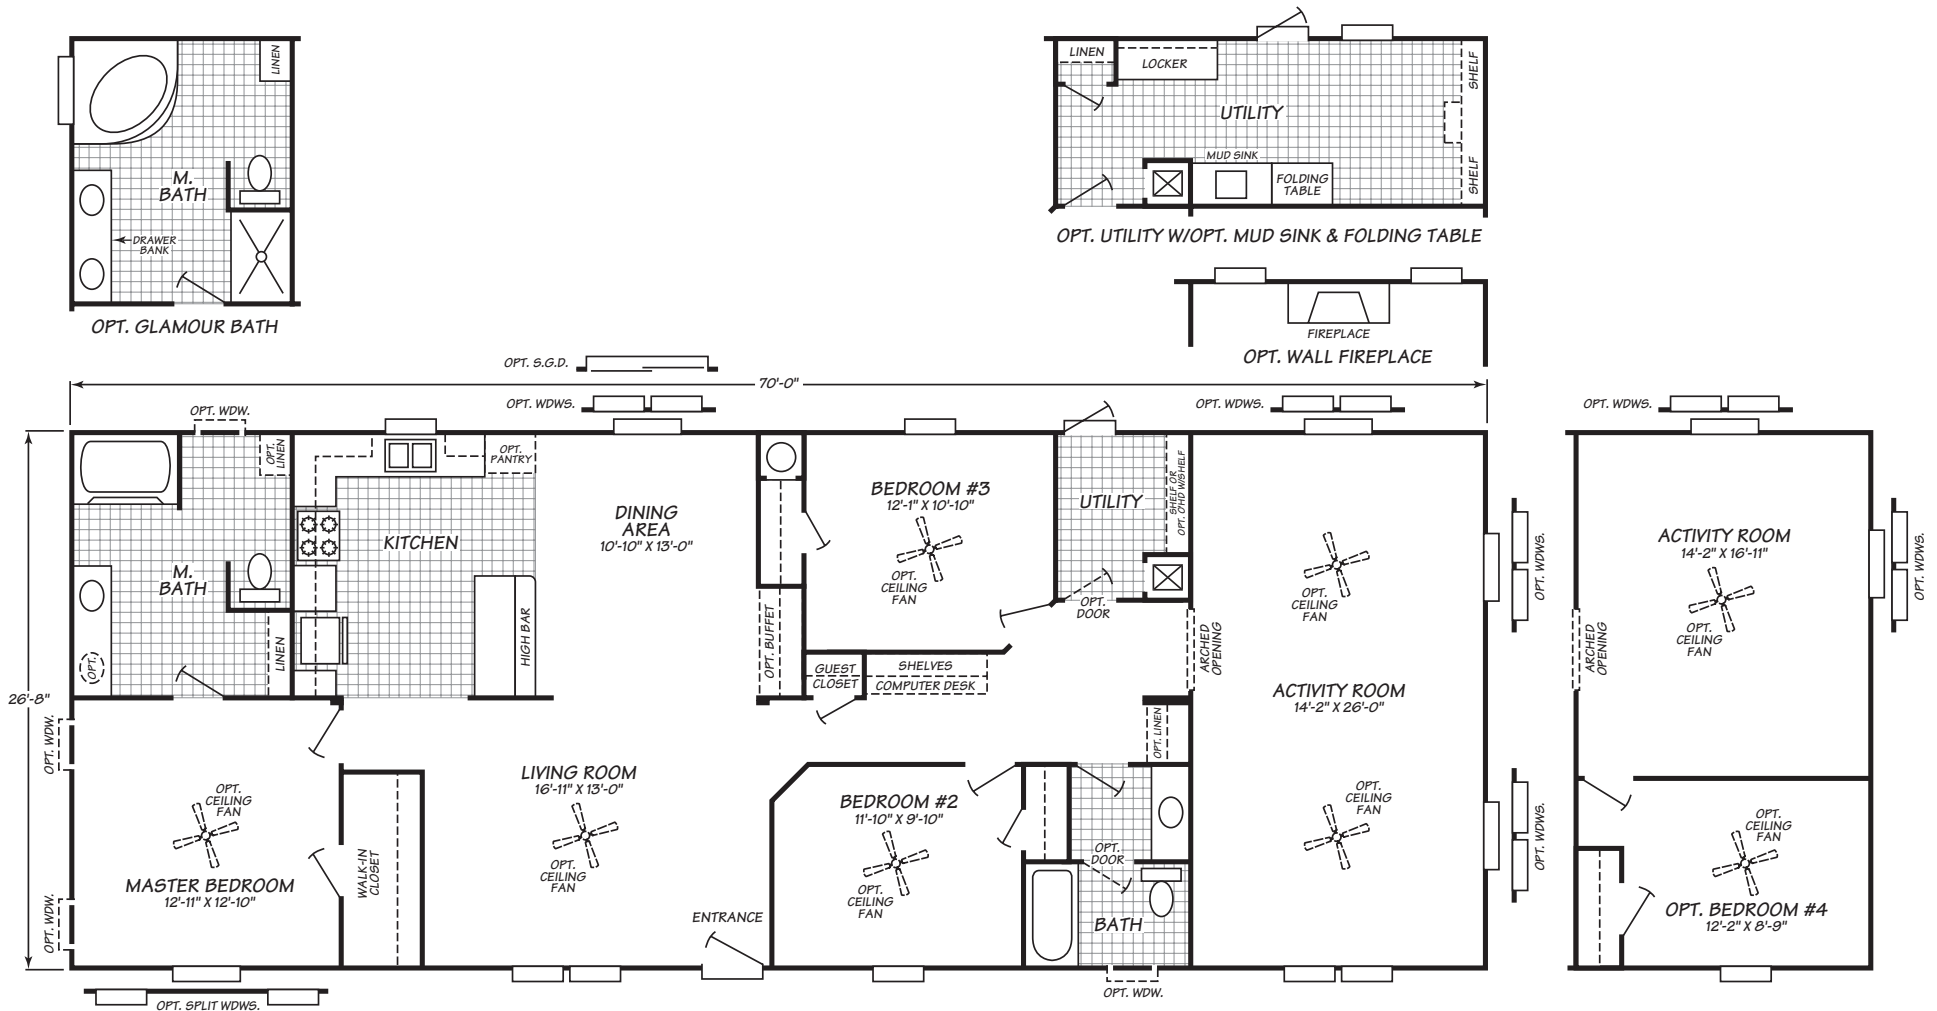 LINEN
M.
BATH
DRAWER
BANK
OPT. GLAMOUR BATH
LINEN
LOCKER
UTILITY
SHELF
SHELF
MUD SINK
FOLDING
TABLE
OPT. UTILITY W/OPT. MUD SINK & FOLDING TABLE
FIREPLACE
OPT. WALL FIREPLACE
OPT. S.G.D.
70'-0"
OPT. WDW.
OPT. WDWS.
OPT. WDWS.
OPT. WDWS.
26'-8"
OPT.
LINEN
M.
BATH
OPT.
LINEN
OPT.
PANTRY
KITCHEN
HIGH BAR
DINING
AREA
10'-10" X 13'-0"
OPT. BUFFET
BEDROOM #3
12'-1" X 10'-10"
OPT.
CEILING
FAN
UTILITY
SHELF OR
OPT. O'HD W/SHELF
OPT.
DOOR
GUEST
CLOSET
SHELVES
COMPUTER DESK
ARCHED
OPENING
OPT.
CEILING
FAN
ACTIVITY ROOM
14'-2" X 26'-0"
OPT.
CEILING
FAN
OPT. WDWS.
OPT. WDWS.
OPT. LINEN
OPT. WDW.
OPT. WDW.
OPT.
CEILING
FAN
MASTER BEDROOM
12'-11" X 12'-10"
WALK-IN
CLOSET
LIVING ROOM
16'-11" X 13'-0"
OPT.
CEILING
FAN
ENTRANCE
BEDROOM #2
11'-10" X 9'-10"
OPT.
CEILING
FAN
OPT.
DOOR
BATH
OPT. WDW.
OPT. SPLIT WDWS.
ACTIVITY ROOM
14'-2" X 16'-11"
OPT.
CEILING
FAN
ARCHED
OPENING
OPT. WDWS.
OPT.
CEILING
FAN
OPT. BEDROOM #4
12'-2" X 8'-9"